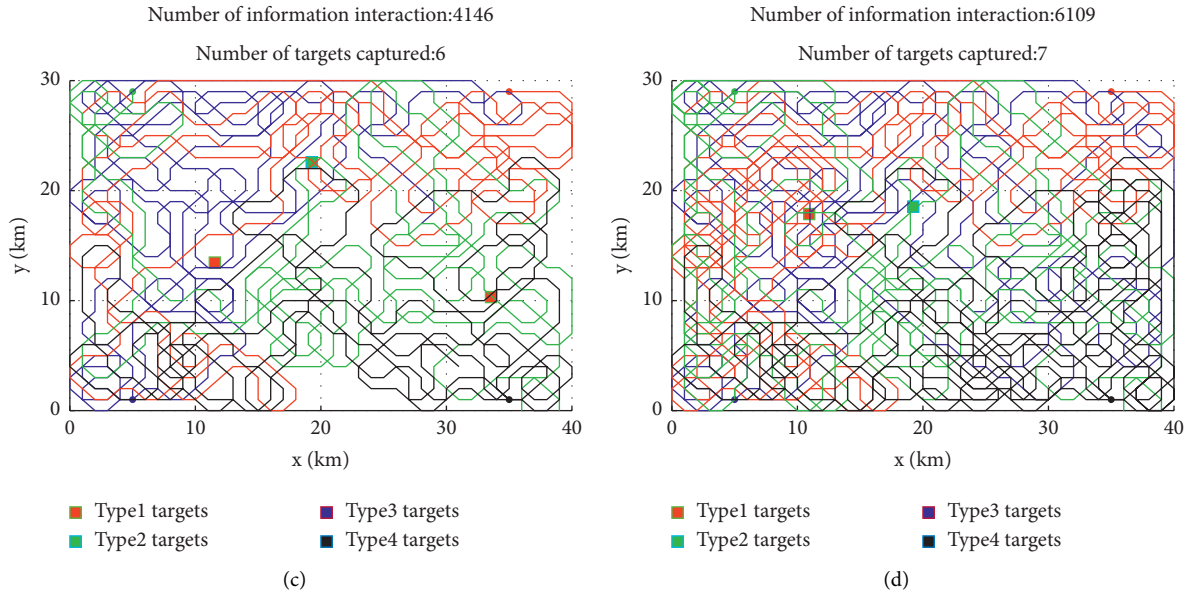 Number of information interaction:4146
Number of targets captured:6
30
20
10
0
y (km)
0 10 20 30 40
x (km)
Type1 targets
Type2 targets
Type3 targets
Type4 targets
(c)
Number of information interaction:6109
Number of targets captured:7
30
20
10
0
y (km)
0 10 20 30 40
x (km)
Type1 targets
Type2 targets
Type3 targets
Type4 targets
(d)